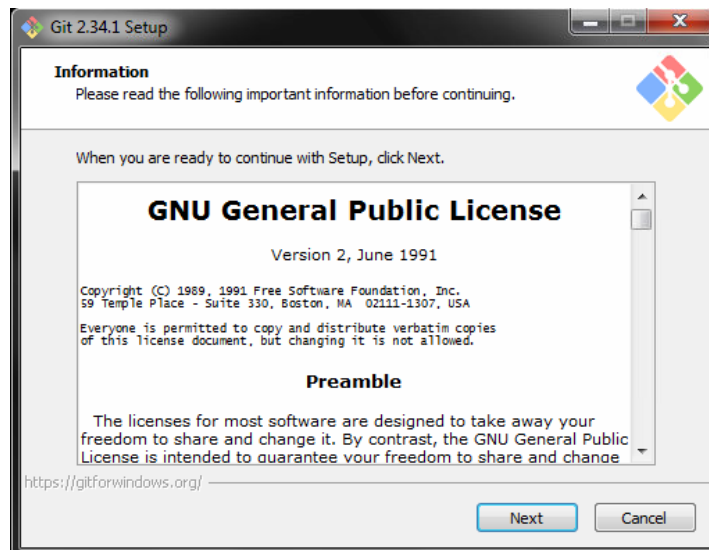 Git 2.34.1 Setup
Information
Please read the following important information before continuing.
When you are ready to continue with Setup, click Next.
GNU General Public License
Version 2, June 1991
Copyright (C) 1989, 1991 Free Software Foundation, Inc.
59 Temple Place - Suite 330, Boston, MA  02111-1307, USA
Everyone is permitted to copy and distribute verbatim copies
of this license document, but changing it is not allowed.
Preamble
The licenses for most software are designed to take away your
freedom to share and change it. By contrast, the GNU General Public
License is intended to guarantee your freedom to share and change
https://gitforwindows.org/
Next
Cancel